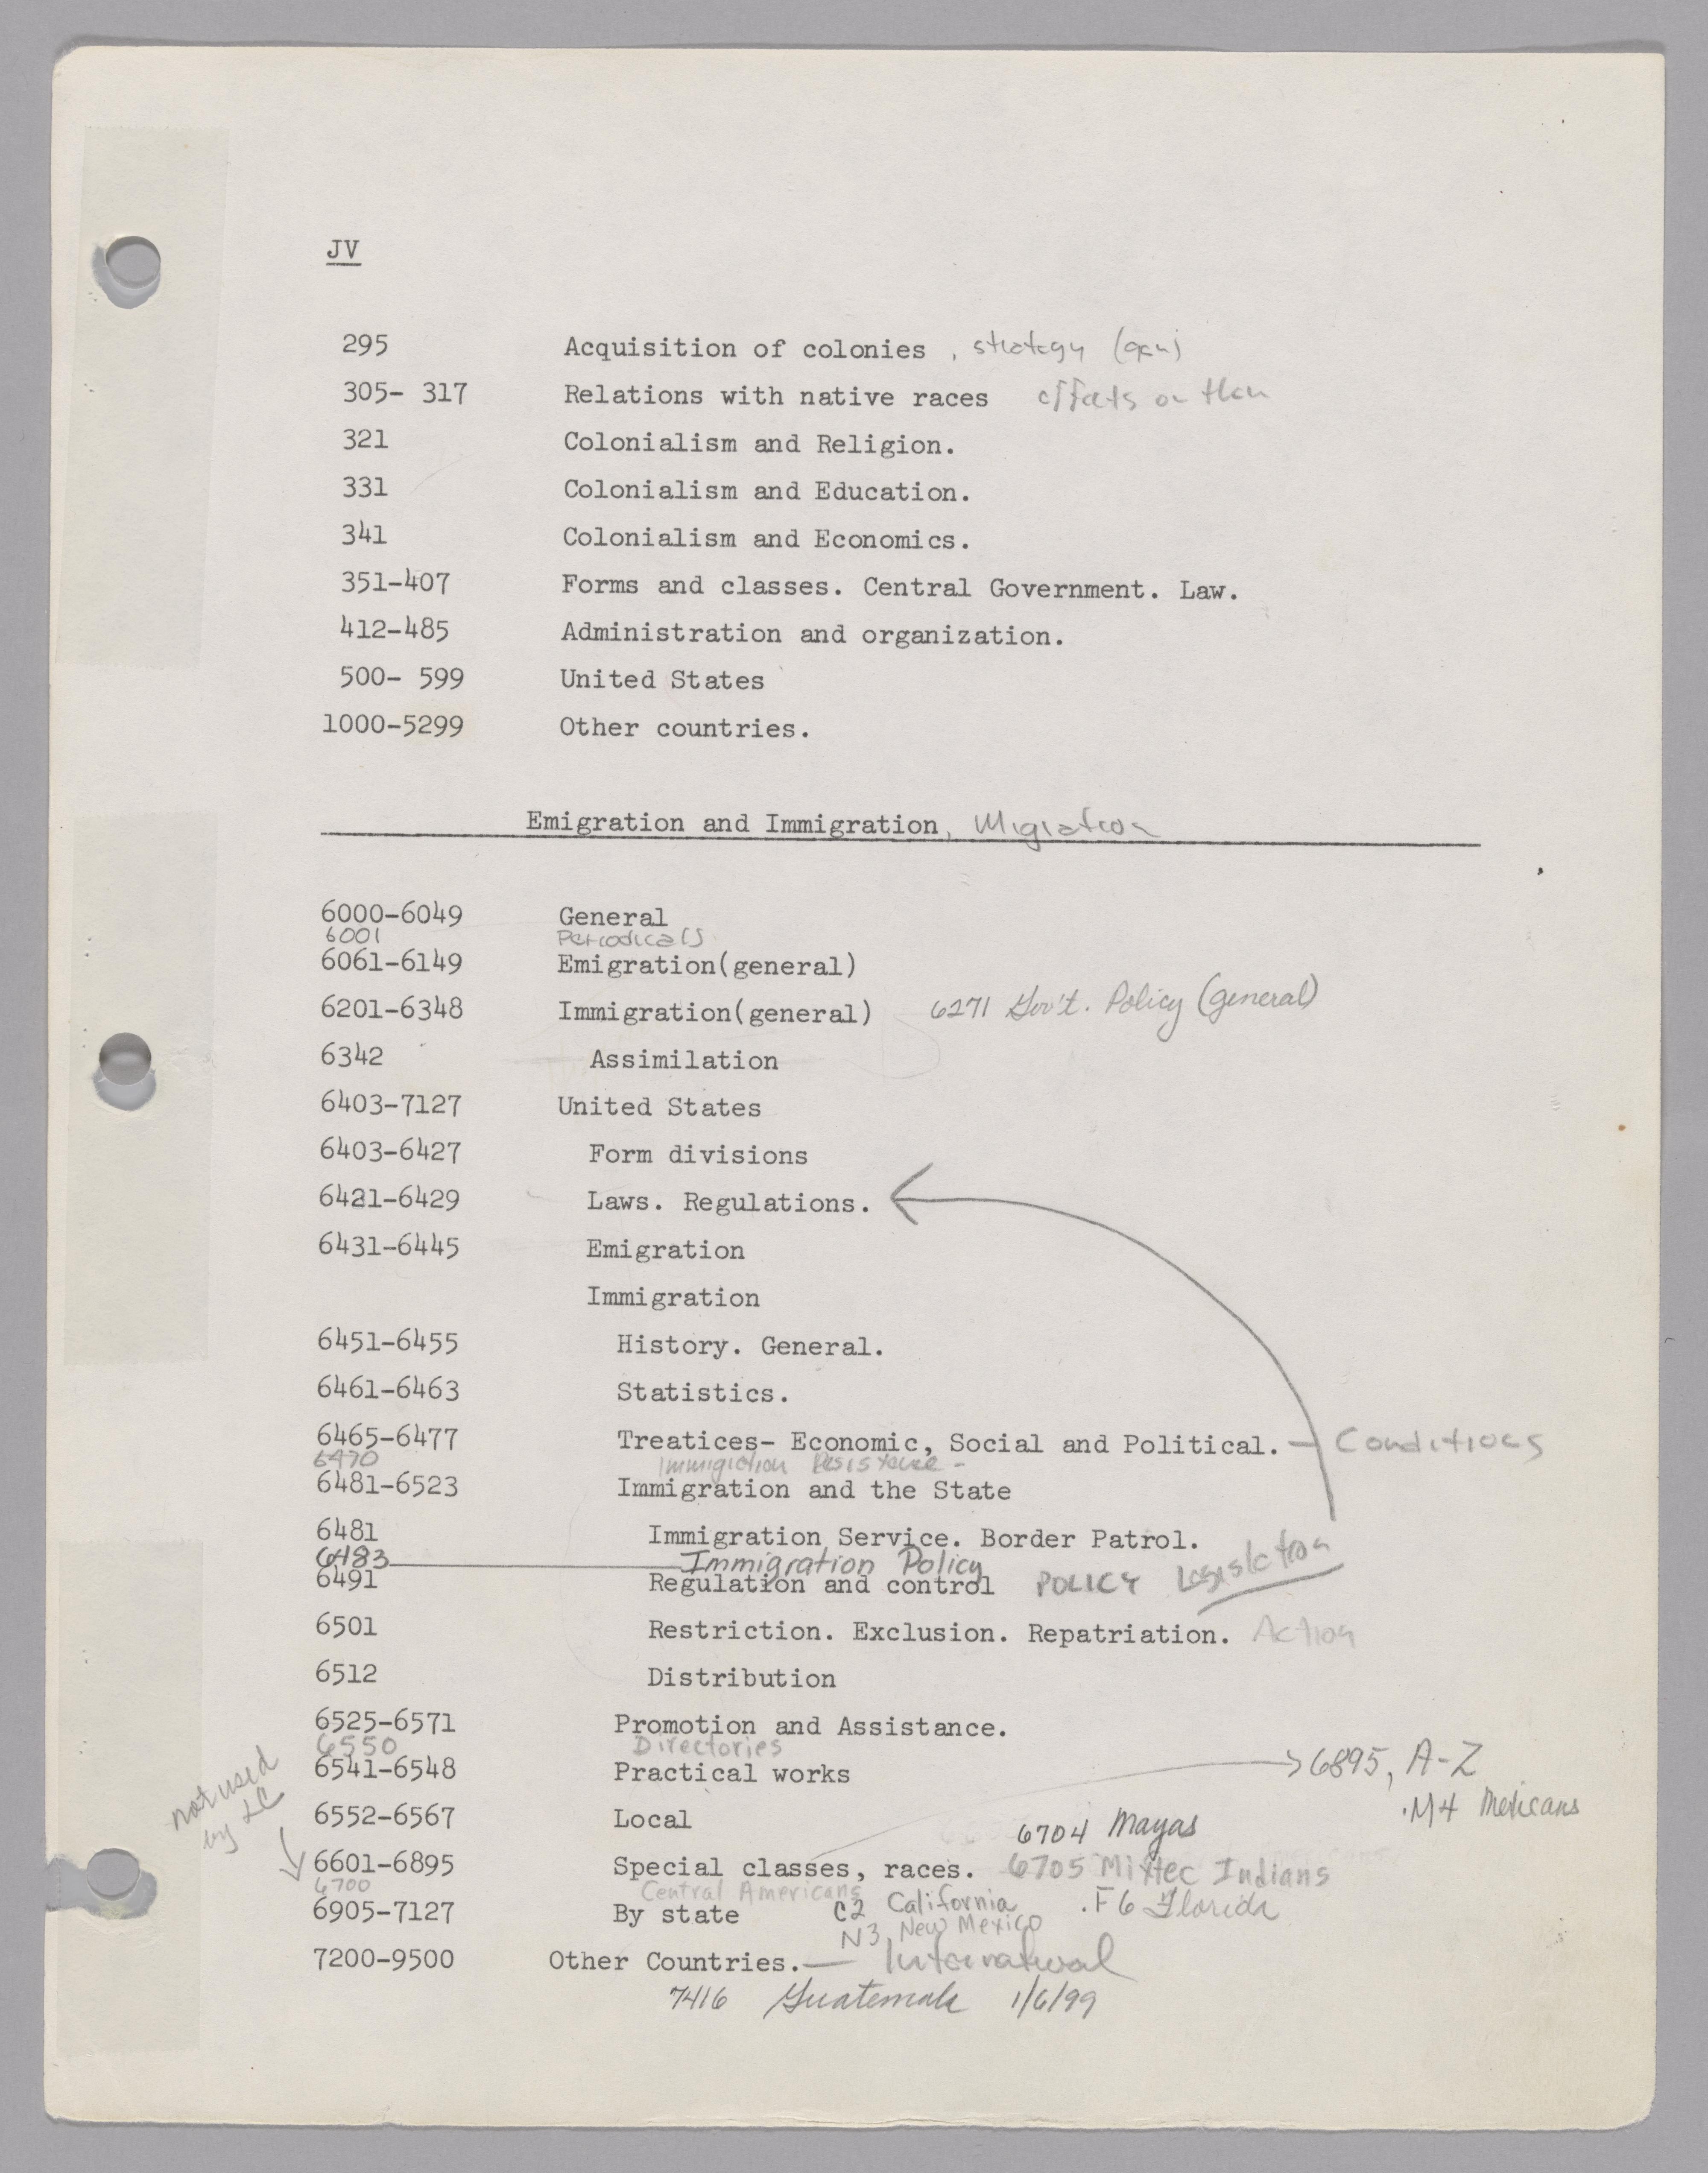 JV
295 Acquisition of colonies , strategy (gen)
305- 317 Relations with native races effects on them
321 Colonialism and Religion.
331 Colonialism and Education.
341 Colonialism and Economics.
351-407 Forms and classes. Central Government. Law.
412-485 Administration and organization.
500- 599 United States
1000-5299 Other countries.
Emigration and Immigration, Migration
6000-6049 General
6001 Periodicals
6061-6149 Emigration(general)
6201-6348 Immigration(general) 6271 Gov't. Policy (general)
6342 Assimilation
6403-7127 United States
6403-6427 Form divisions
6421-6429 Laws. Regulations.
6431-6445 Emigration
Immigration
6451-6455 History. General.
6461-6463 Statistics.
6465-6477 Treatices- Economic, Social and Political. — Conditions
6470 Immigration Resistance -
6481-6523 Immigration and the State
6481 Immigration Service. Border Patrol.
6483 Immigration Policy
6491 Regulation and control POLICY Legislation
6501 Restriction. Exclusion. Repatriation. Action
6512 Distribution
6525-6571 Promotion and Assistance.
6550 Directories
6541-6548 Practical works → 6895, A-Z
.M4 Mexicans
not used by LC
6552-6567 Local
6704 Mayas
6601-6895 Special classes, races. 6705 Mixtec Indians
6700 Central Americans
6905-7127 By state C2 California .F6 Florida
N3 New Mexico
7200-9500 Other Countries. — International
7416 Guatemala 1/6/99